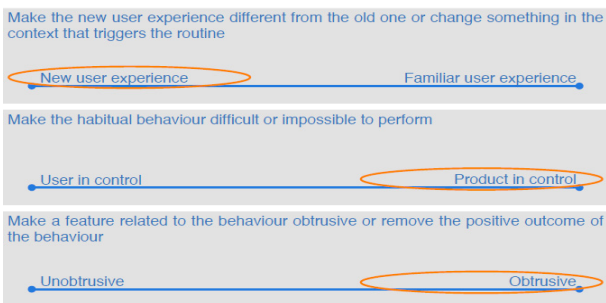 Make the new user experience different from the old one or change something in the
context that triggers the routine
New user experience Familiar user experience
Make the habitual behaviour difficult or impossible to perform
User in control Product in control
Make a feature related to the behaviour obtrusive or remove the positive outcome of
the behaviour
Unobtrusive Obtrusive